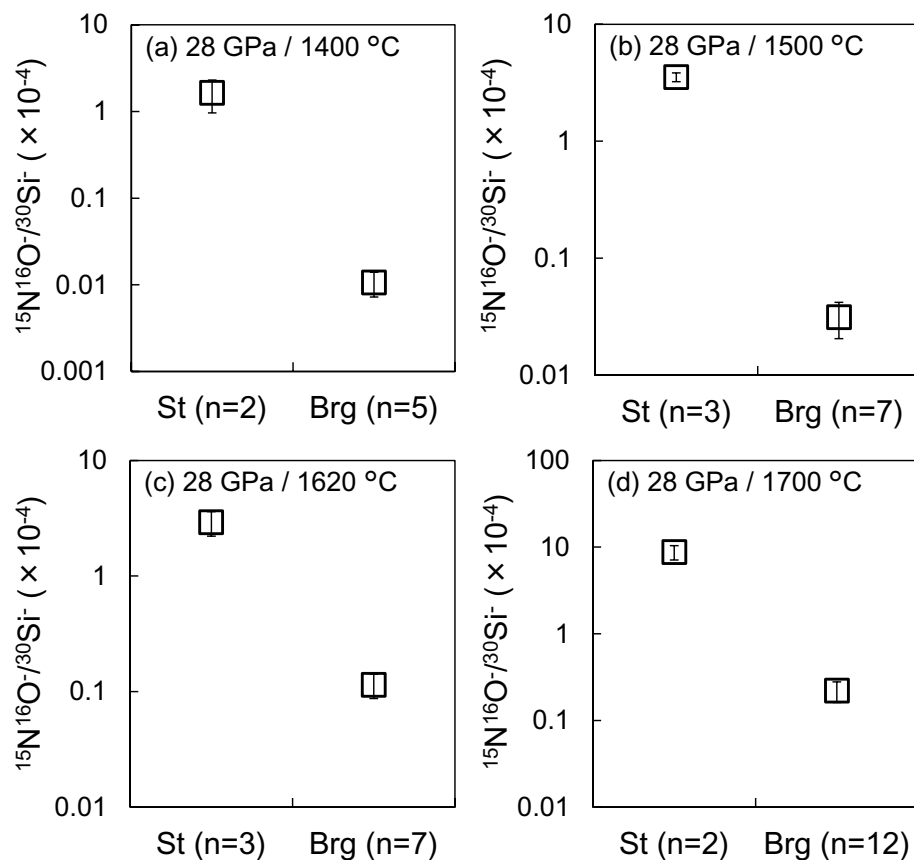 (a) 28 GPa / 1400 °C
¹⁵N¹⁶O⁻/³⁰Si⁻ ( × 10⁻⁴)
10
1
0.1
0.01
0.001
St (n=2) Brg (n=5)
(b) 28 GPa / 1500 °C
¹⁵N¹⁶O⁻/³⁰Si⁻ ( × 10⁻⁴)
10
1
0.1
0.01
St (n=3) Brg (n=7)
(c) 28 GPa / 1620 °C
¹⁵N¹⁶O⁻/³⁰Si⁻ ( × 10⁻⁴)
10
1
0.1
0.01
St (n=3) Brg (n=7)
(d) 28 GPa / 1700 °C
¹⁵N¹⁶O⁻/³⁰Si⁻ ( × 10⁻⁴)
100
10
1
0.1
0.01
St (n=2) Brg (n=12)